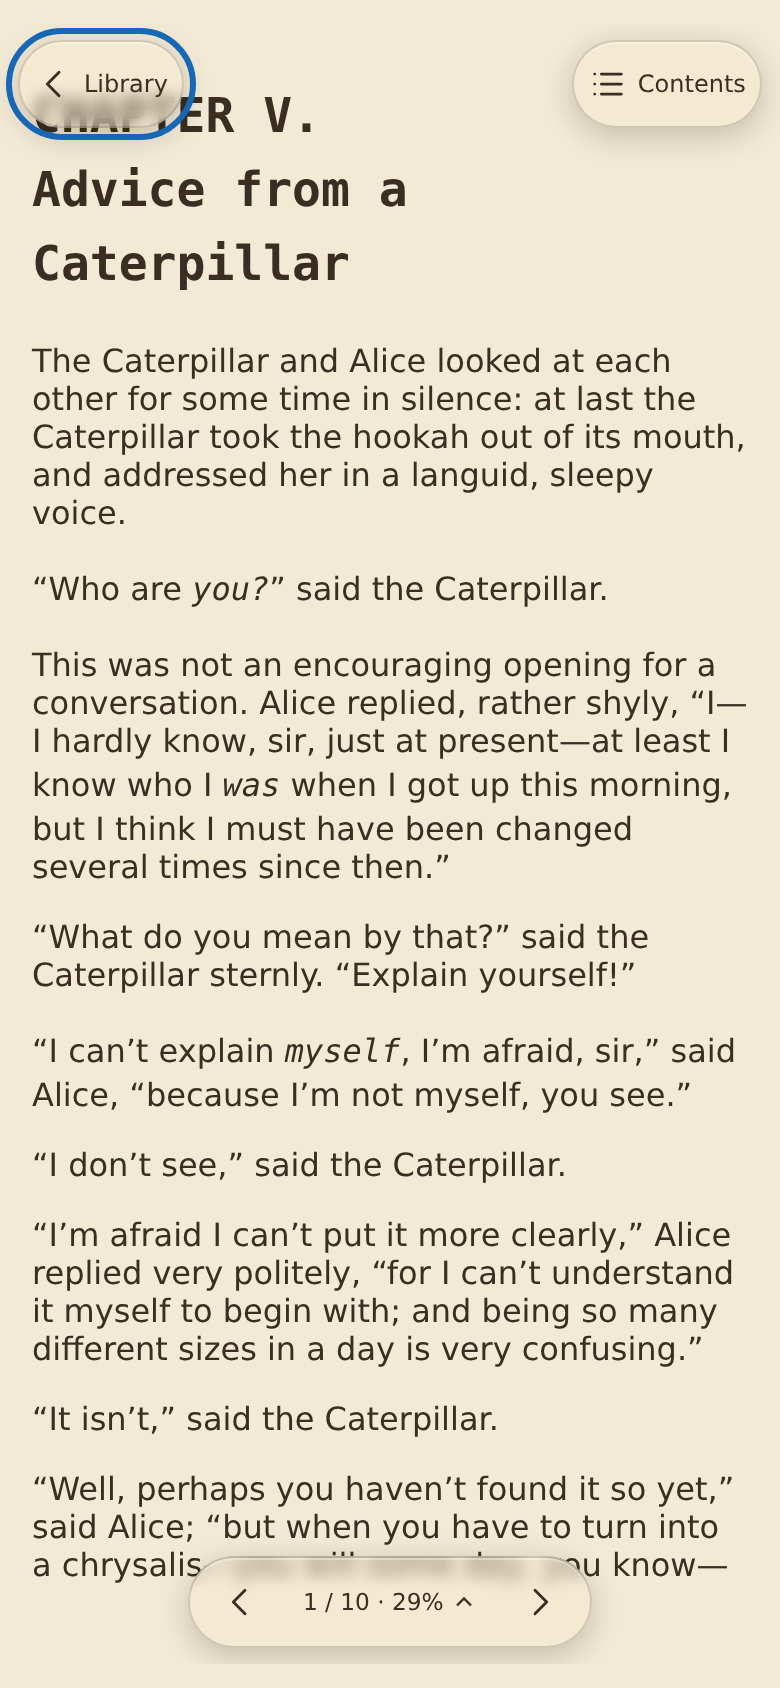 Library
Contents
CHAPTER V.
Advice from a
Caterpillar
The Caterpillar and Alice looked at each
other for some time in silence: at last the
Caterpillar took the hookah out of its mouth,
and addressed her in a languid, sleepy
voice.
“Who are you?” said the Caterpillar.
This was not an encouraging opening for a
conversation. Alice replied, rather shyly, “I—
I hardly know, sir, just at present—at least I
know who I was when I got up this morning,
but I think I must have been changed
several times since then.”
“What do you mean by that?” said the
Caterpillar sternly. “Explain yourself!”
“I can’t explain myself, I’m afraid, sir,” said
Alice, “because I’m not myself, you see.”
“I don’t see,” said the Caterpillar.
“I’m afraid I can’t put it more clearly,” Alice
replied very politely, “for I can’t understand
it myself to begin with; and being so many
different sizes in a day is very confusing.”
“It isn’t,” said the Caterpillar.
“Well, perhaps you haven’t found it so yet,”
said Alice; “but when you have to turn into
a chrysalis—you will some day, you know—
1 / 10 · 29%